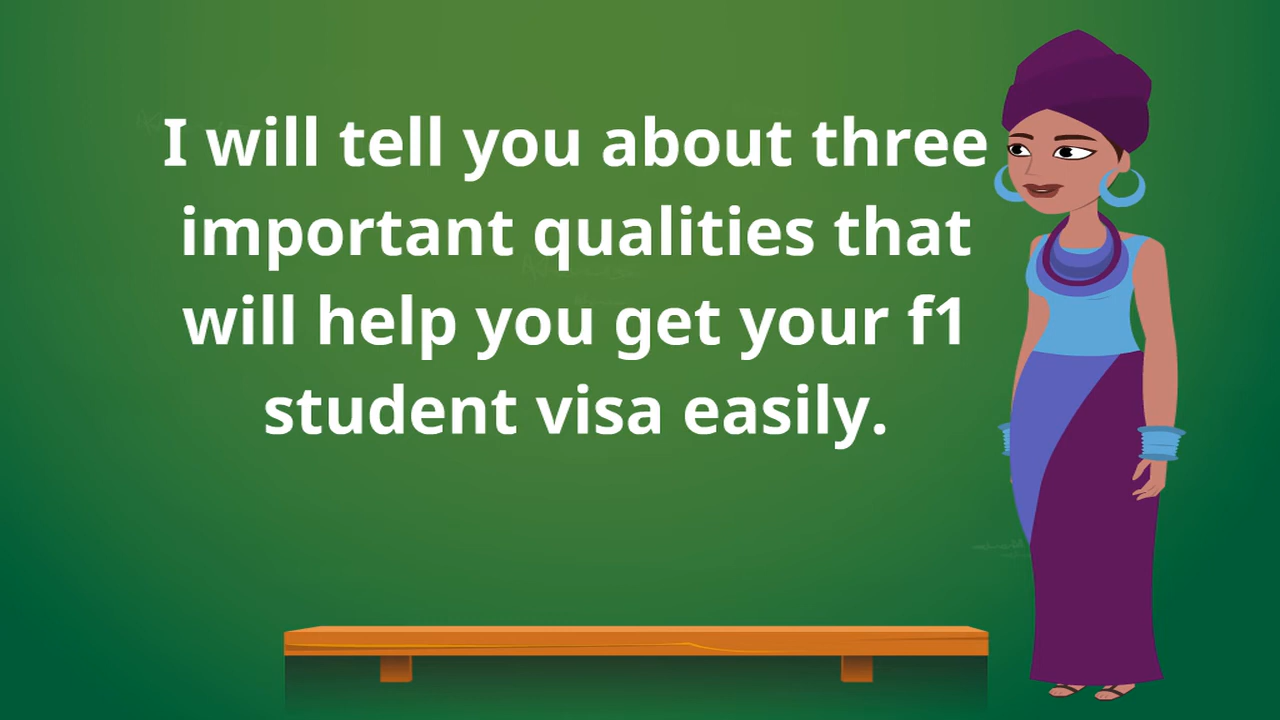 I will tell you about three
important qualities that
will help you get your f1
student visa easily.